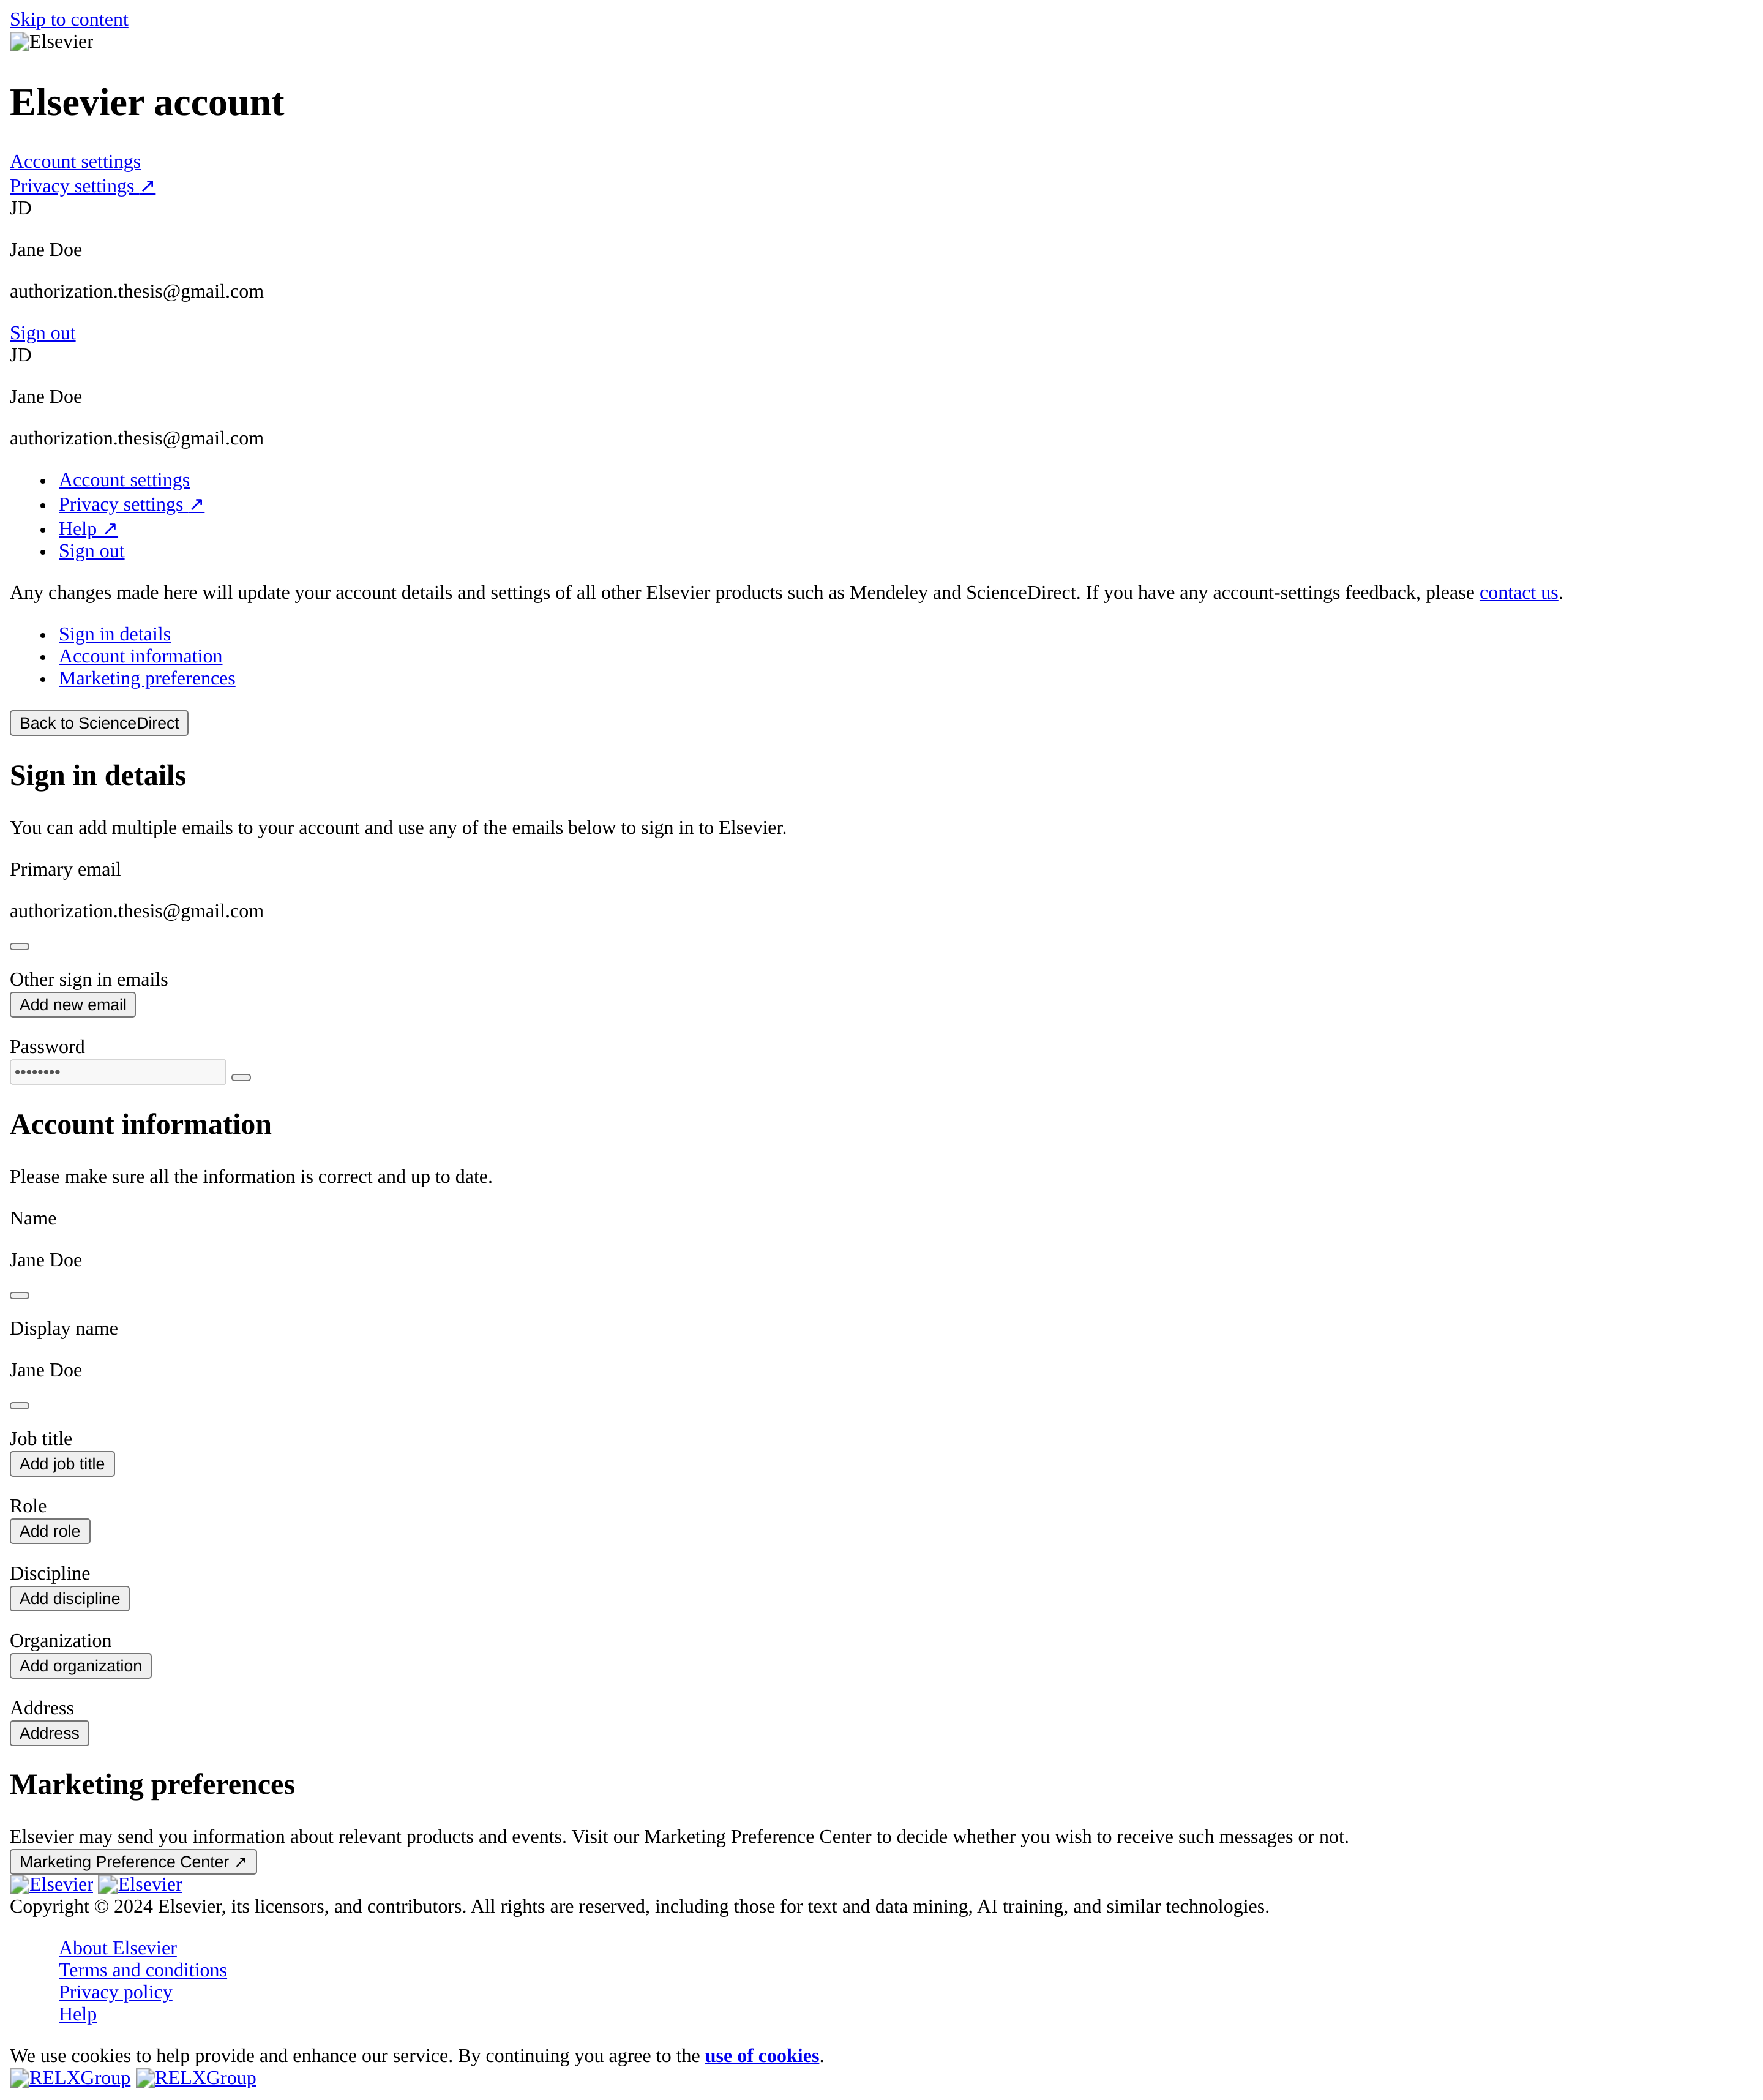 Skip to content
Elsevier
Elsevier account
Account settings
Privacy settings ↗
JD
Jane Doe
authorization.thesis@gmail.com
Sign out
JD
Jane Doe
authorization.thesis@gmail.com
Account settings
Privacy settings ↗
Help ↗
Sign out
Any changes made here will update your account details and settings of all other Elsevier products such as Mendeley and ScienceDirect. If you have any account-settings feedback, please contact us.
Sign in details
Account information
Marketing preferences
Back to ScienceDirect
Sign in details
You can add multiple emails to your account and use any of the emails below to sign in to Elsevier.
Primary email
authorization.thesis@gmail.com
Other sign in emails
Add new email
Password
••••••••
Account information
Please make sure all the information is correct and up to date.
Name
Jane Doe
Display name
Jane Doe
Job title
Add job title
Role
Add role
Discipline
Add discipline
Organization
Add organization
Address
Address
Marketing preferences
Elsevier may send you information about relevant products and events. Visit our Marketing Preference Center to decide whether you wish to receive such messages or not.
Marketing Preference Center ↗
Elsevier Elsevier
Copyright © 2024 Elsevier, its licensors, and contributors. All rights are reserved, including those for text and data mining, AI training, and similar technologies.
About Elsevier
Terms and conditions
Privacy policy
Help
We use cookies to help provide and enhance our service. By continuing you agree to the use of cookies.
RELXGroup RELXGroup